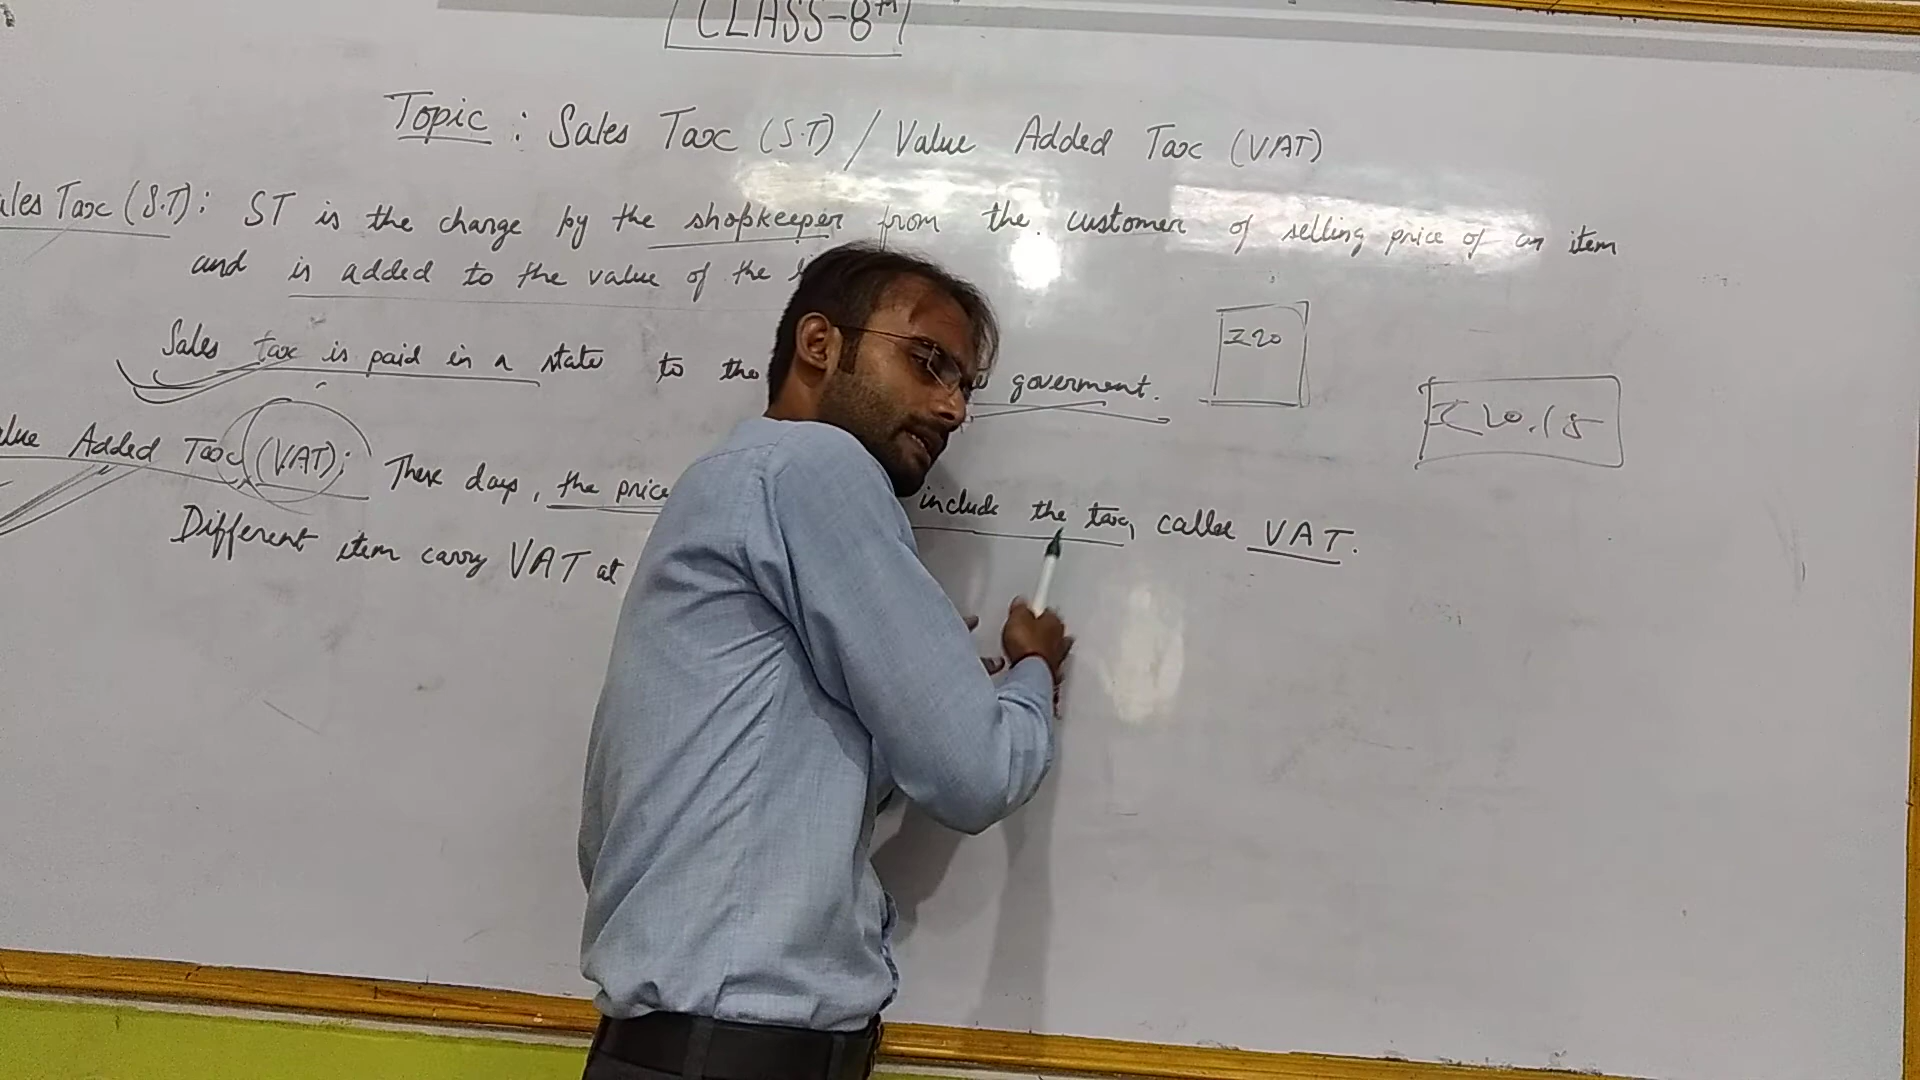 CLASS-8th
Topic : Sales Tax (S.T) / Value Added Tax (VAT)
ales Tax (S.T): ST is the charge by the shopkeeper from the customer of selling price of an item
and is added to the value of the
Sales tax is paid in a state to the goverment.
₹20
₹20.15
alue Added Tax (VAT): These days, the price include the tax, called VAT.
Different item carry VAT at